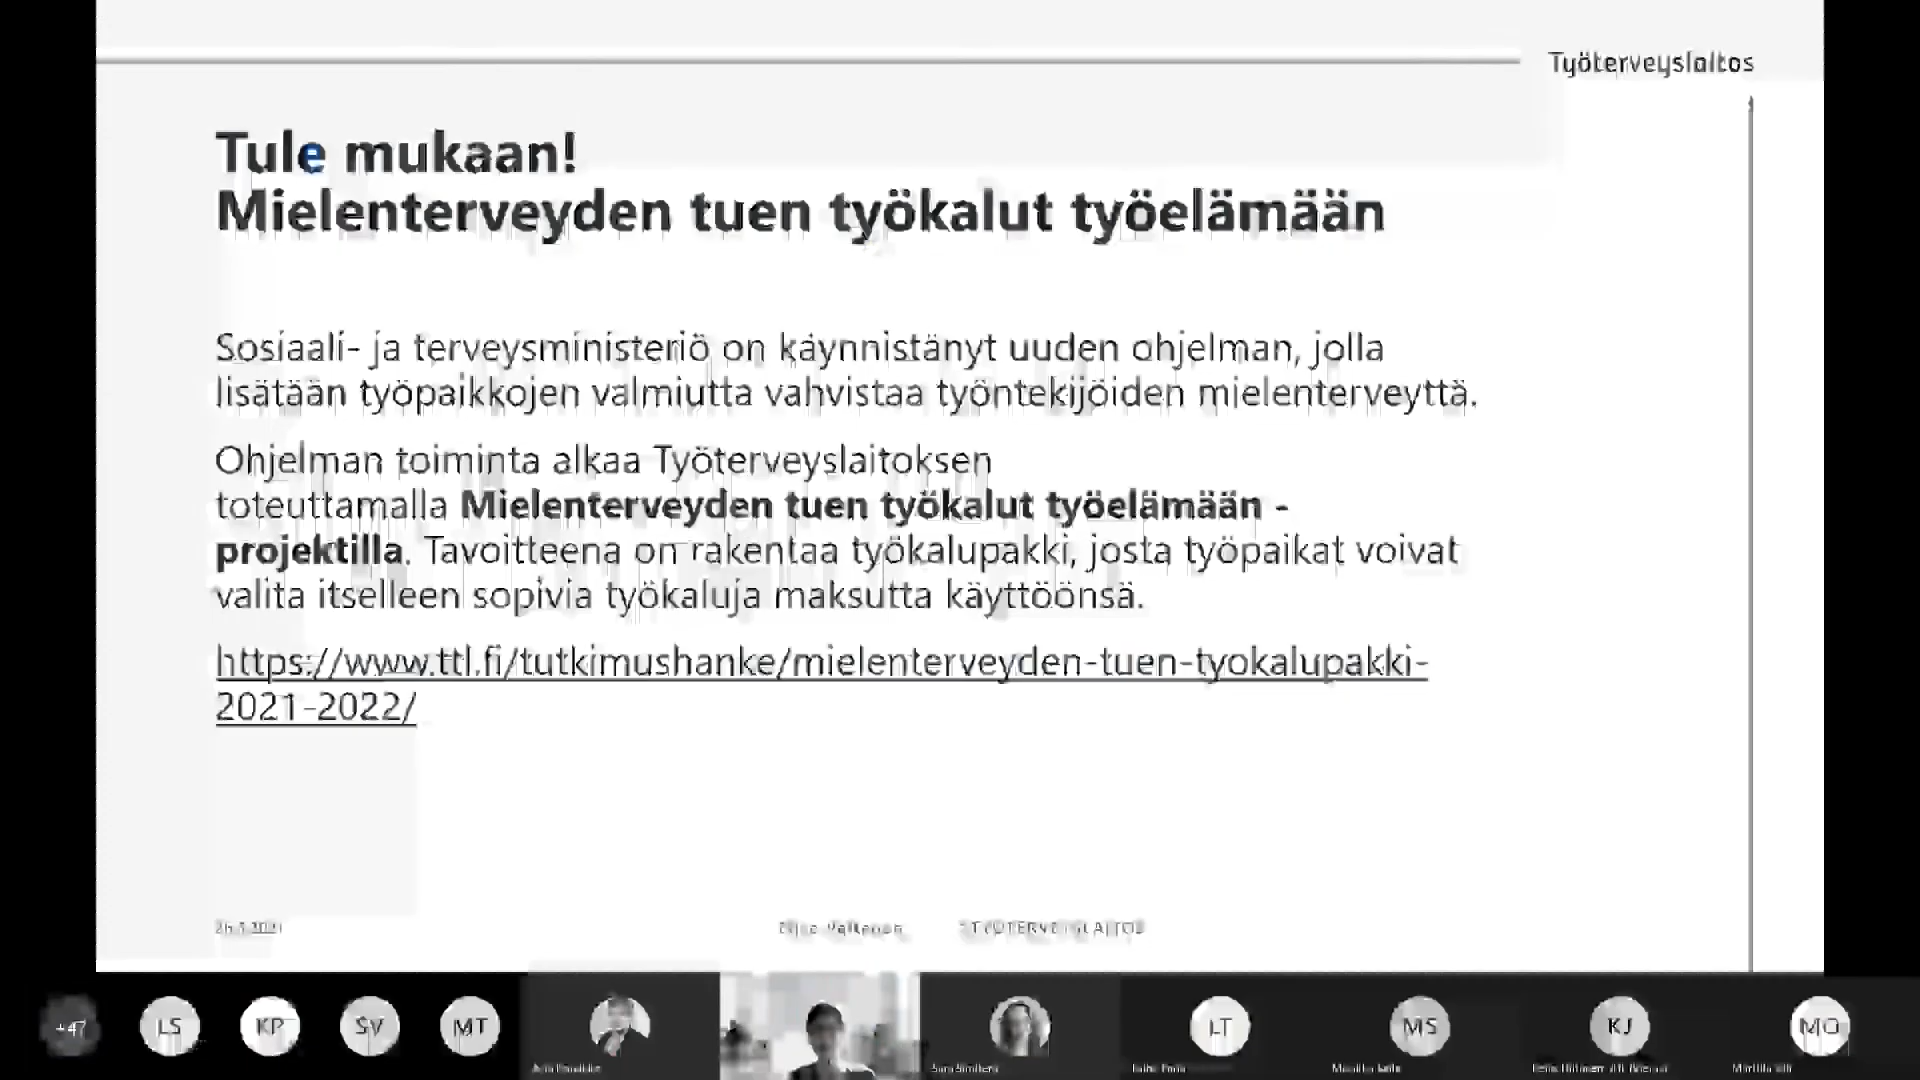 Työterveyslaitos
Tule mukaan!
Mielenterveyden tuen työkalut työelämään
Sosiaali- ja terveysministeriö on käynnistänyt uuden ohjelman, jolla
lisätään työpaikkojen valmiutta vahvistaa työntekijöiden mielenterveyttä.
Ohjelman toiminta alkaa Työterveyslaitoksen
toteuttamalla Mielenterveyden tuen työkalut työelämään -
projektilla. Tavoitteena on rakentaa työkalupakki, josta työpaikat voivat
valita itselleen sopivia työkaluja maksutta käyttöönsä.
https://www.ttl.fi/tutkimushanke/mielenterveyden-tuen-tyokalupakki-
2021-2022/
TYÖTERVEYSLAITOS
+47 LS KP SV MT LT MS KJ MO